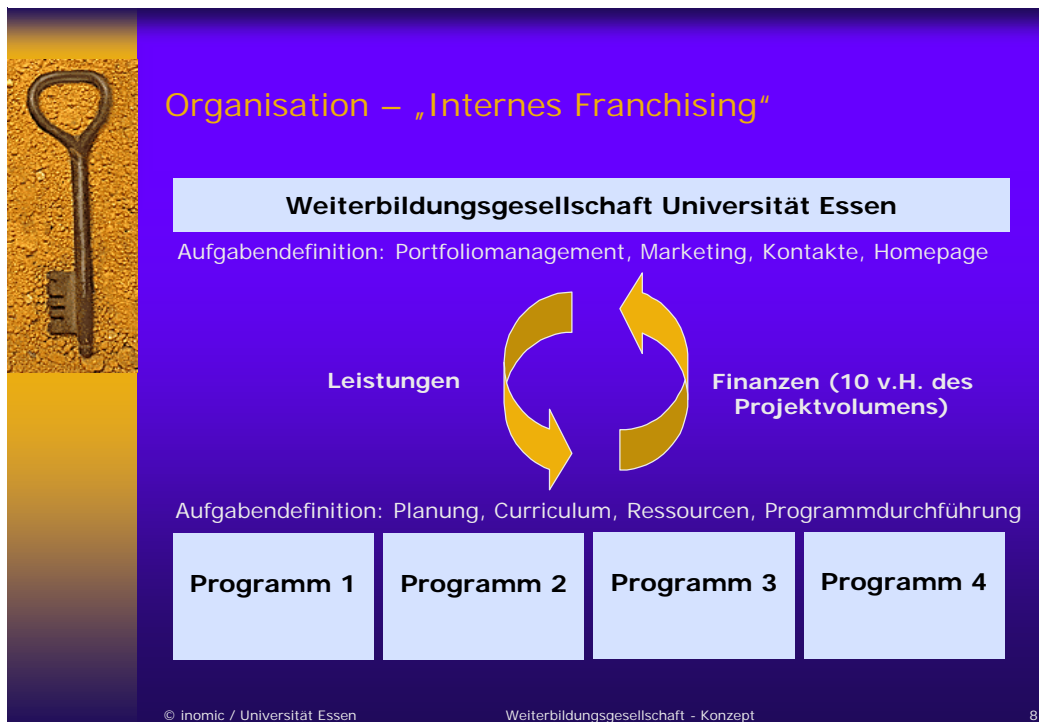 Organisation – „Internes Franchising“
Weiterbildungsgesellschaft Universität Essen
Aufgabendefinition: Portfoliomanagement, Marketing, Kontakte, Homepage
Leistungen
Finanzen (10 v.H. des
Projektvolumens)
Aufgabendefinition: Planung, Curriculum, Ressourcen, Programmdurchführung
Programm 1
Programm 2
Programm 3
Programm 4
© inomic / Universität Essen
Weiterbildungsgesellschaft - Konzept
8